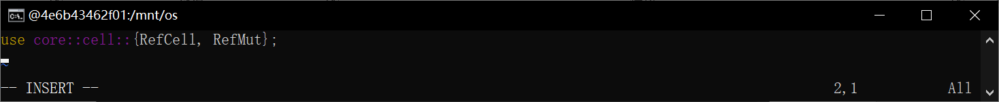 @4e6b43462f01:/mnt/os
use core::cell::{RefCell, RefMut};
~
-- INSERT -- 2,1 All